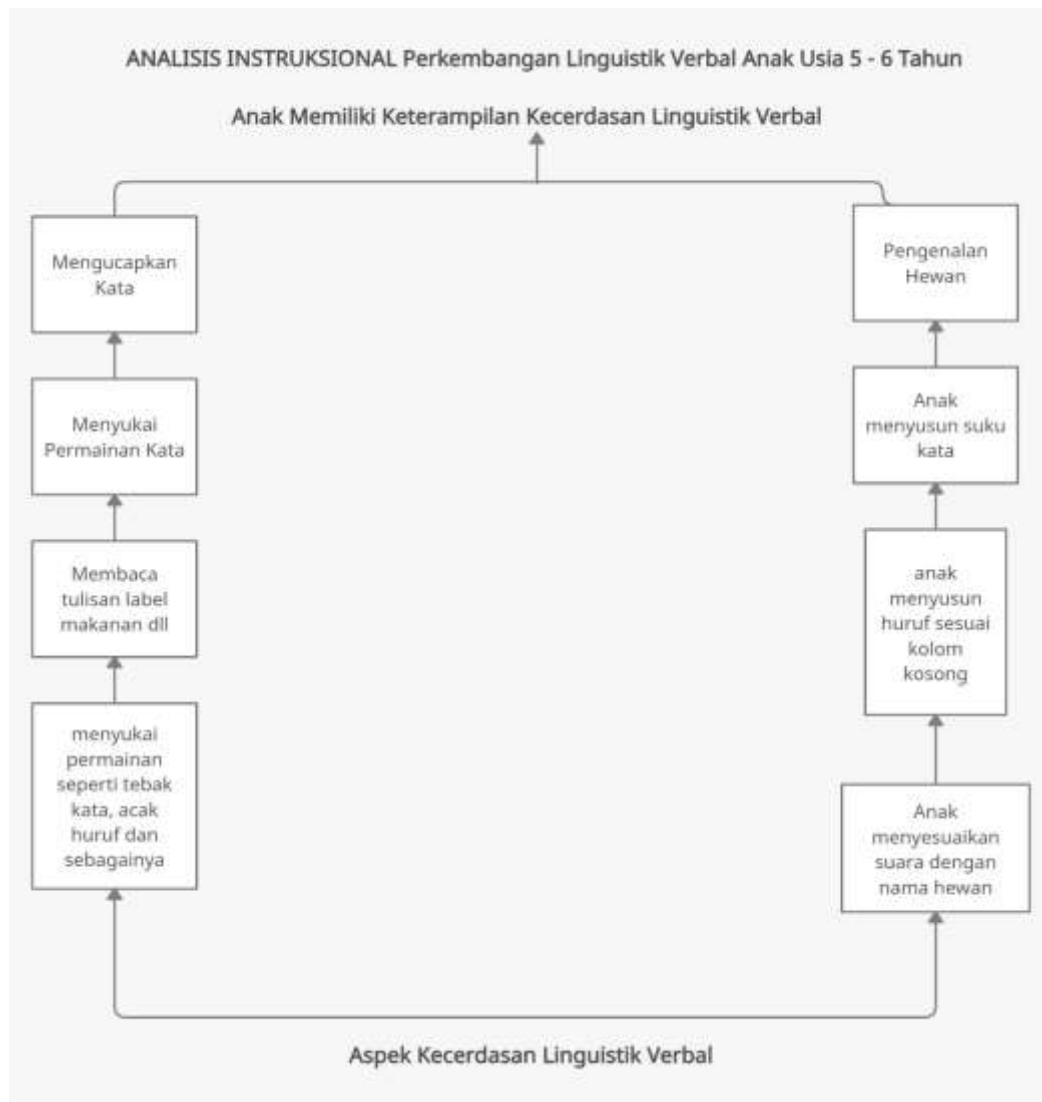 ANALISIS INSTRUKSIONAL Perkembangan Linguistik Verbal Anak Usia 5 - 6 Tahun
Anak Memiliki Keterampilan Kecerdasan Linguistik Verbal
Mengucapkan
Kata
Menyukai
Permainan Kata
Membaca
tulisan label
makanan dll
menyukai
permainan
seperti tebak
kata, acak
huruf dan
sebagainya
Pengenalan
Hewan
Anak
menyusun suku
kata
anak
menyusun
huruf sesuai
kolom
kosong
Anak
menyesuaikan
suara dengan
nama hewan
Aspek Kecerdasan Linguistik Verbal